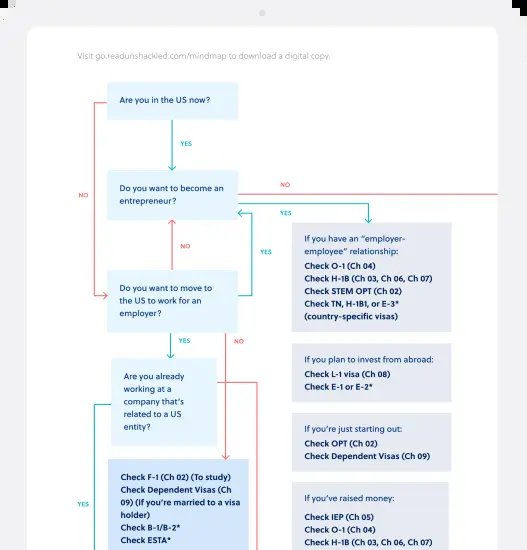 Visit go.readunshackled.com/mindmap to download a digital copy.
Are you in the US now?
YES
NO
Do you want to become an
entrepreneur?
NO
YES
NO
YES
Do you want to move to
the US to work for an
employer?
YES
NO
Are you already
working at a
company that's
related to a US
entity?
YES
Check F-1 (Ch 02) (To study)
Check Dependent Visas (Ch
09) (If you're married to a visa
holder)
Check B-1/B-2*
Check ESTA*
If you have an "employer-
employee" relationship:
Check O-1 (Ch 04)
Check H-1B (Ch 03, Ch 06, Ch 07)
Check STEM OPT (Ch 02)
Check TN, H-1B1, or E-3*
(country-specific visas)
If you plan to invest from abroad:
Check L-1 visa (Ch 08)
Check E-1 or E-2*
If you're just starting out:
Check OPT (Ch 02)
Check Dependent Visas (Ch 09)
If you've raised money:
Check IEP (Ch 05)
Check O-1 (Ch 04)
Check H-1B (Ch 03, Ch 06, Ch 07)